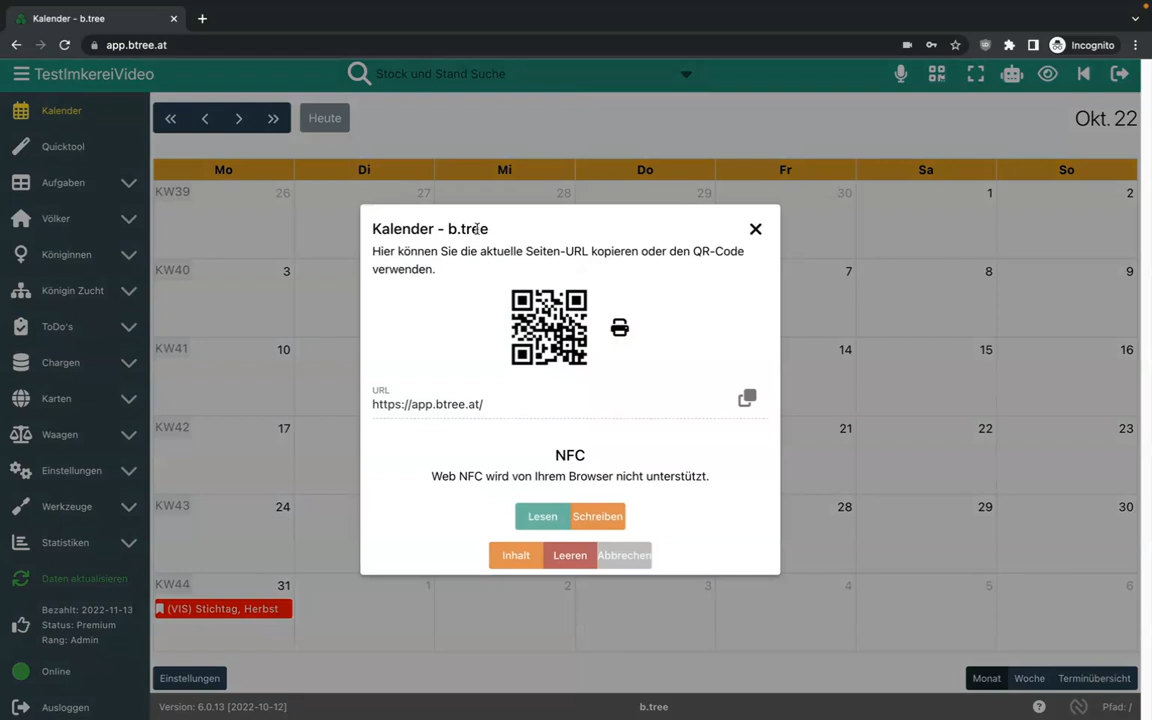 Kalender - b.tree
app.btree.at
Incognito
TestImkereiVideo
Stock und Stand Suche
Kalender
Quicktool
Aufgaben
Völker
Königinnen
Königin Zucht
ToDo's
Chargen
Karten
Waagen
Einstellungen
Werkzeuge
Statistiken
Daten aktualisieren
Bezahlt: 2022-11-13
Status: Premium
Rang: Admin
Online
Ausloggen
Heute
Okt. 22
Mo Di Mi Do Fr Sa So
KW39 26 27 28 29 30 1 2
KW40 3 7 8 9
KW41 10 14 15 16
KW42 17 21 22 23
KW43 24 28 29 30
KW44 31 1 2 3 4 5 6
(VIS) Stichtag, Herbst
Kalender - b.tree
Hier können Sie die aktuelle Seiten-URL kopieren oder den QR-Code
verwenden.
URL
https://app.btree.at/
NFC
Web NFC wird von Ihrem Browser nicht unterstützt.
Lesen Schreiben
Inhalt Leeren Abbrechen
Einstellungen
Monat Woche Terminübersicht
Version: 6.0.13 [2022-10-12]
b.tree
Pfad: /